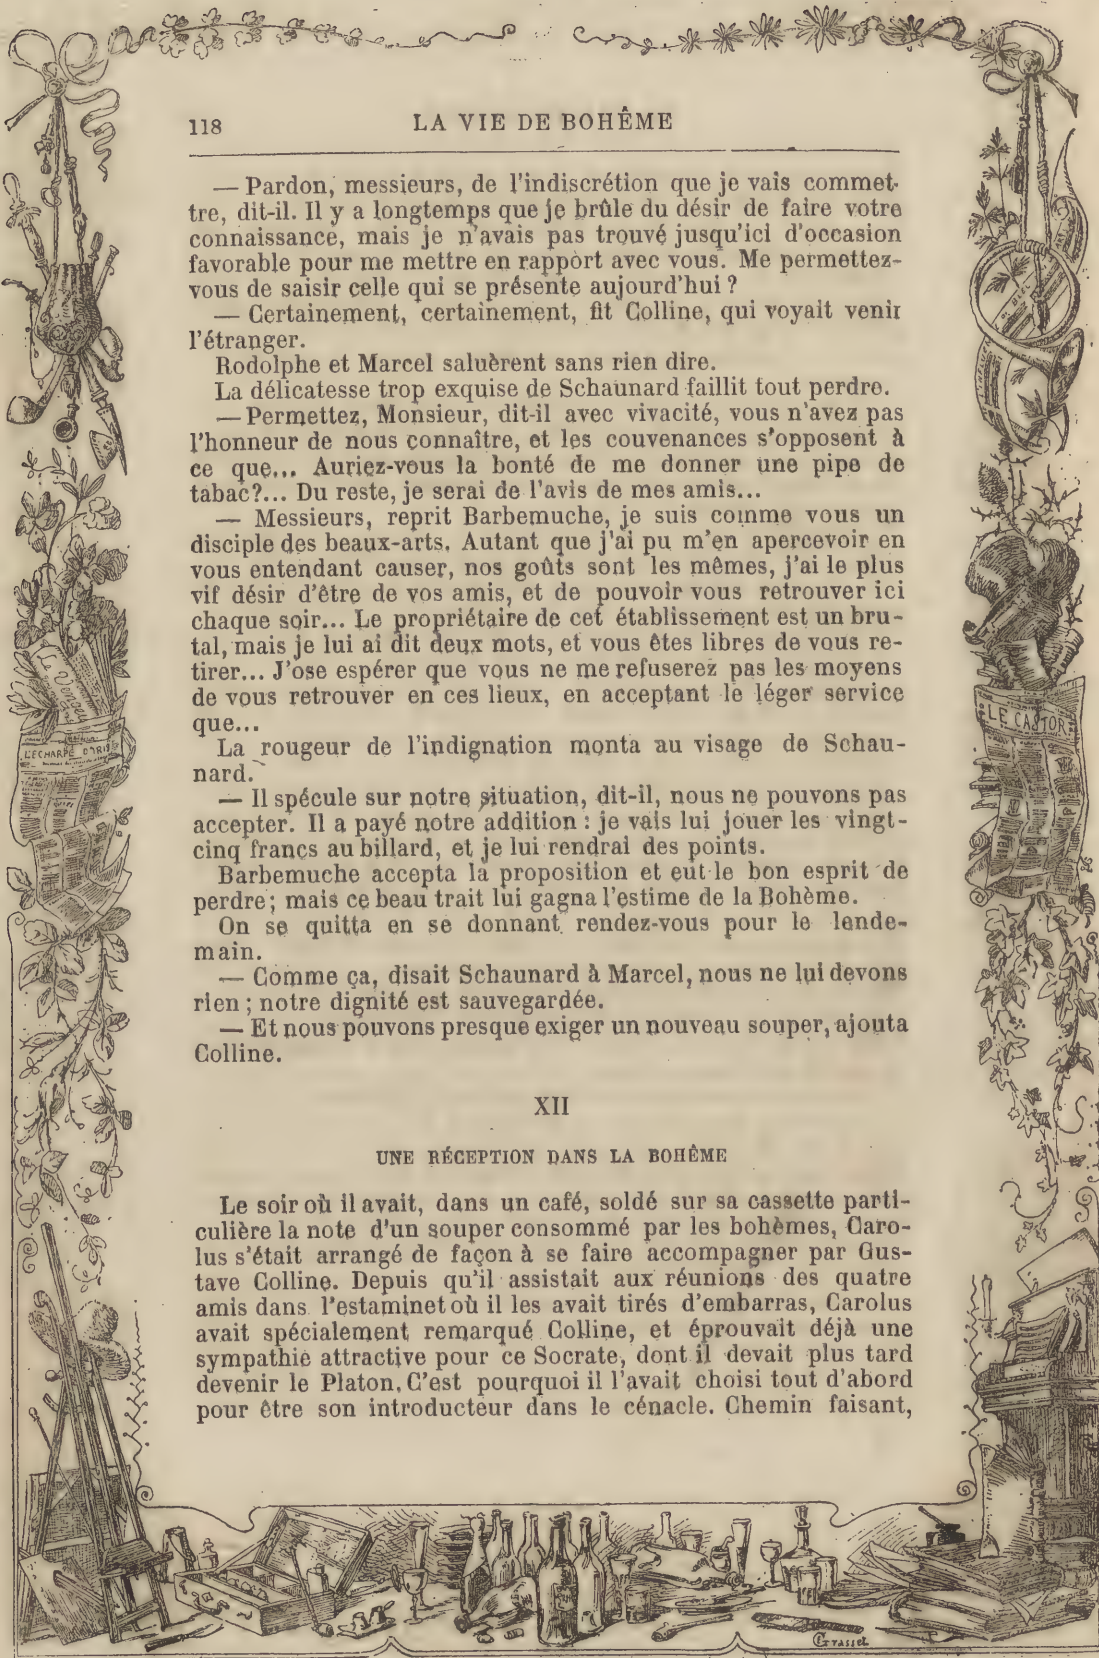 118 LA VIE DE BOHÊME
— Pardon, messieurs, de l'indiscrétion que je vais commet-
tre, dit-il. Il y a longtemps que je brûle du désir de faire votre
connaissance, mais je n'avais pas trouvé jusqu'ici d'occasion
favorable pour me mettre en rapport avec vous. Me permettez-
vous de saisir celle qui se présente aujourd'hui ?
— Certainement, certainement, fit Colline, qui voyait venir
l'étranger.
Rodolphe et Marcel saluèrent sans rien dire.
La délicatesse trop exquise de Schaunard faillit tout perdre.
— Permettez, Monsieur, dit-il avec vivacité, vous n'avez pas
l'honneur de nous connaître, et les couvenances s'opposent à
ce que... Auriez-vous la bonté de me donner une pipe de
tabac?... Du reste, je serai de l'avis de mes amis...
— Messieurs, reprit Barbemuche, je suis comme vous un
disciple des beaux-arts. Autant que j'ai pu m'en apercevoir en
vous entendant causer, nos goûts sont les mêmes, j'ai le plus
vif désir d'être de vos amis, et de pouvoir vous retrouver ici
chaque soir... Le propriétaire de cet établissement est un bru-
tal, mais je lui ai dit deux mots, et vous êtes libres de vous re-
tirer... J'ose espérer que vous ne me refuserez pas les moyens
de vous retrouver en ces lieux, en acceptant le léger service
que...
La rougeur de l'indignation monta au visage de Schau-
nard.
— Il spécule sur notre situation, dit-il, nous ne pouvons pas
accepter. Il a payé notre addition : je vais lui jouer les vingt-
cinq francs au billard, et je lui rendrai des points.
Barbemuche accepta la proposition et eut le bon esprit de
perdre; mais ce beau trait lui gagna l'estime de la Bohème.
On se quitta en se donnant rendez-vous pour le lende-
main.
— Comme ça, disait Schaunard à Marcel, nous ne lui devons
rien ; notre dignité est sauvegardée.
— Et nous pouvons presque exiger un nouveau souper, ajouta
Colline.
XII
UNE RÉCEPTION DANS LA BOHÊME
Le soir où il avait, dans un café, soldé sur sa cassette parti-
culière la note d'un souper consommé par les bohèmes, Caro-
lus s'était arrangé de façon à se faire accompagner par Gus-
tave Colline. Depuis qu'il assistait aux réunions des quatre
amis dans l'estaminet où il les avait tirés d'embarras, Carolus
avait spécialement remarqué Colline, et éprouvait déjà une
sympathie attractive pour ce Socrate, dont il devait plus tard
devenir le Platon. C'est pourquoi il l'avait choisi tout d'abord
pour être son introducteur dans le cénacle. Chemin faisant,
L'ECHARPE D'IRIS
LE CASTOR
Grasset